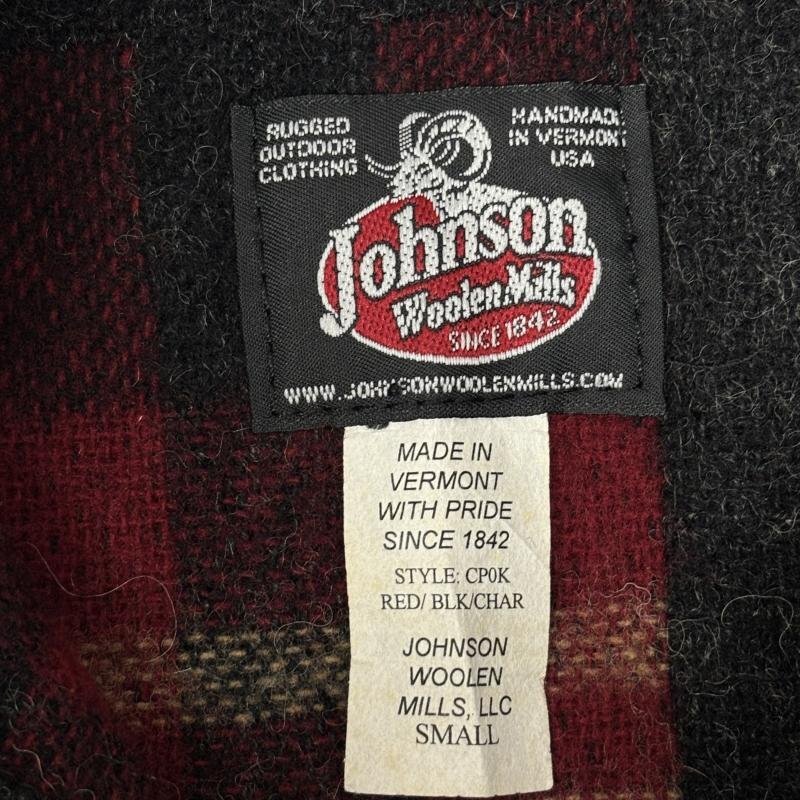 RUGGED
OUTDOOR
CLOTHING
HANDMADE
IN VERMONT
USA
Johnson
Woolen Mills
SINCE 1842
WWW.JOHNSONWOOLENMILLS.COM
MADE IN
VERMONT
WITH PRIDE
SINCE 1842
STYLE: CP0K
RED/ BLK/CHAR
JOHNSON
WOOLEN
MILLS, LLC
SMALL